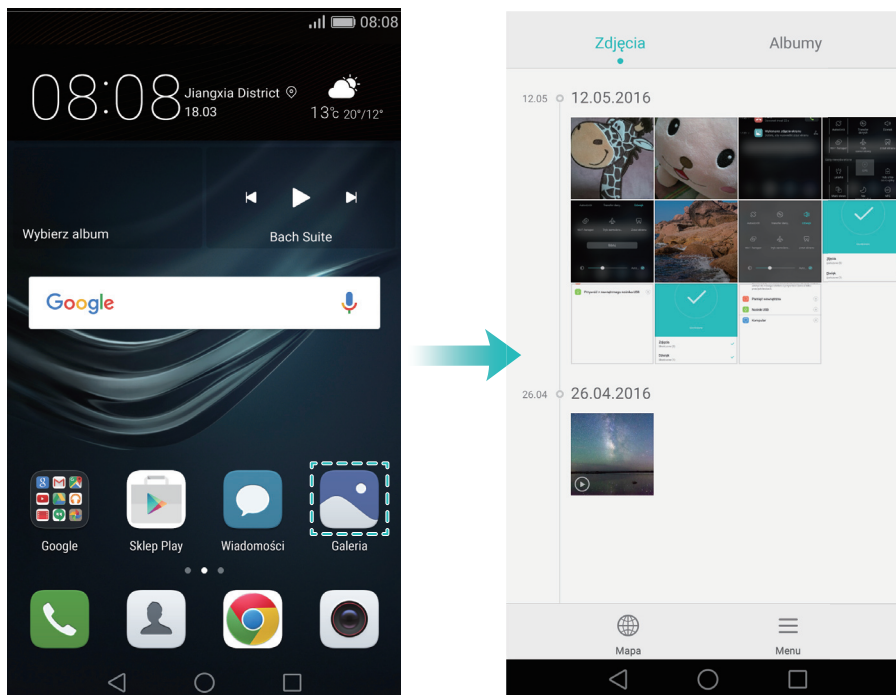 08:08
08:08
Jiangxia District
18.03
13°c 20°/12°
Wybierz album
Bach Suite
Google
Google
Sklep Play
Wiadomości
Galeria
Zdjęcia
Albumy
12.05
12.05.2016
26.04
26.04.2016
Mapa
Menu